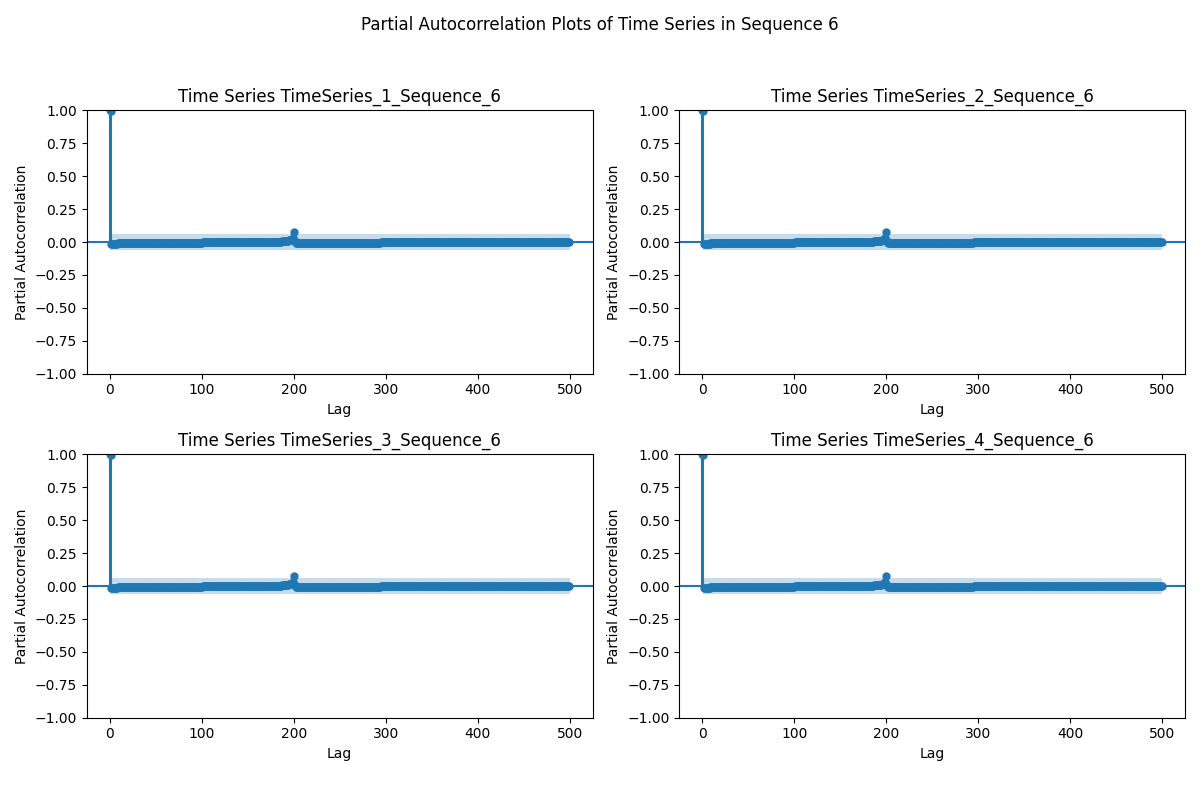 Partial Autocorrelation Plots of Time Series in Sequence 6
Time Series TimeSeries_1_Sequence_6
1.00
0.75
0.50
0.25
0.00
−0.25
−0.50
−0.75
−1.00
Partial Autocorrelation
0 100 200 300 400 500
Lag
Time Series TimeSeries_2_Sequence_6
1.00
0.75
0.50
0.25
0.00
−0.25
−0.50
−0.75
−1.00
Partial Autocorrelation
0 100 200 300 400 500
Lag
Time Series TimeSeries_3_Sequence_6
1.00
0.75
0.50
0.25
0.00
−0.25
−0.50
−0.75
−1.00
Partial Autocorrelation
0 100 200 300 400 500
Lag
Time Series TimeSeries_4_Sequence_6
1.00
0.75
0.50
0.25
0.00
−0.25
−0.50
−0.75
−1.00
Partial Autocorrelation
0 100 200 300 400 500
Lag